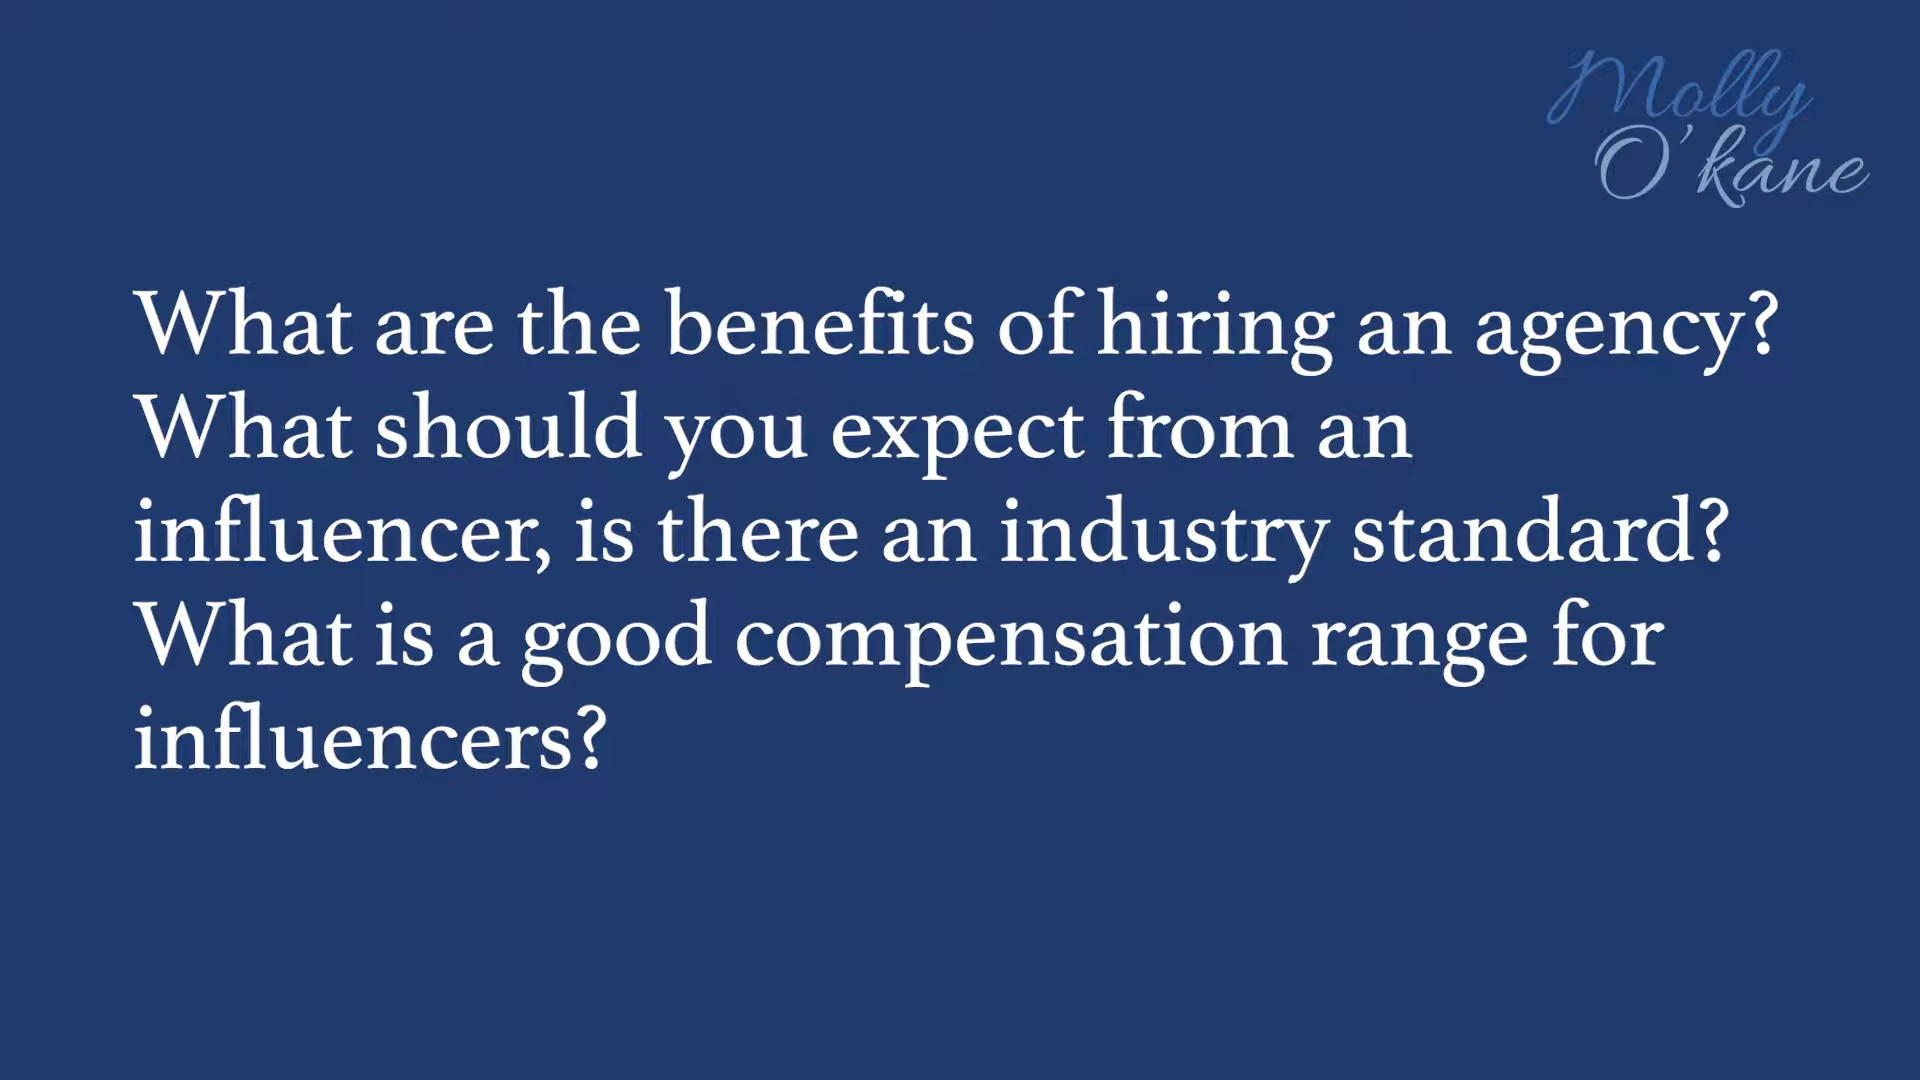 Molly
O'kane
What are the benefits of hiring an agency?
What should you expect from an
influencer, is there an industry standard?
What is a good compensation range for
influencers?